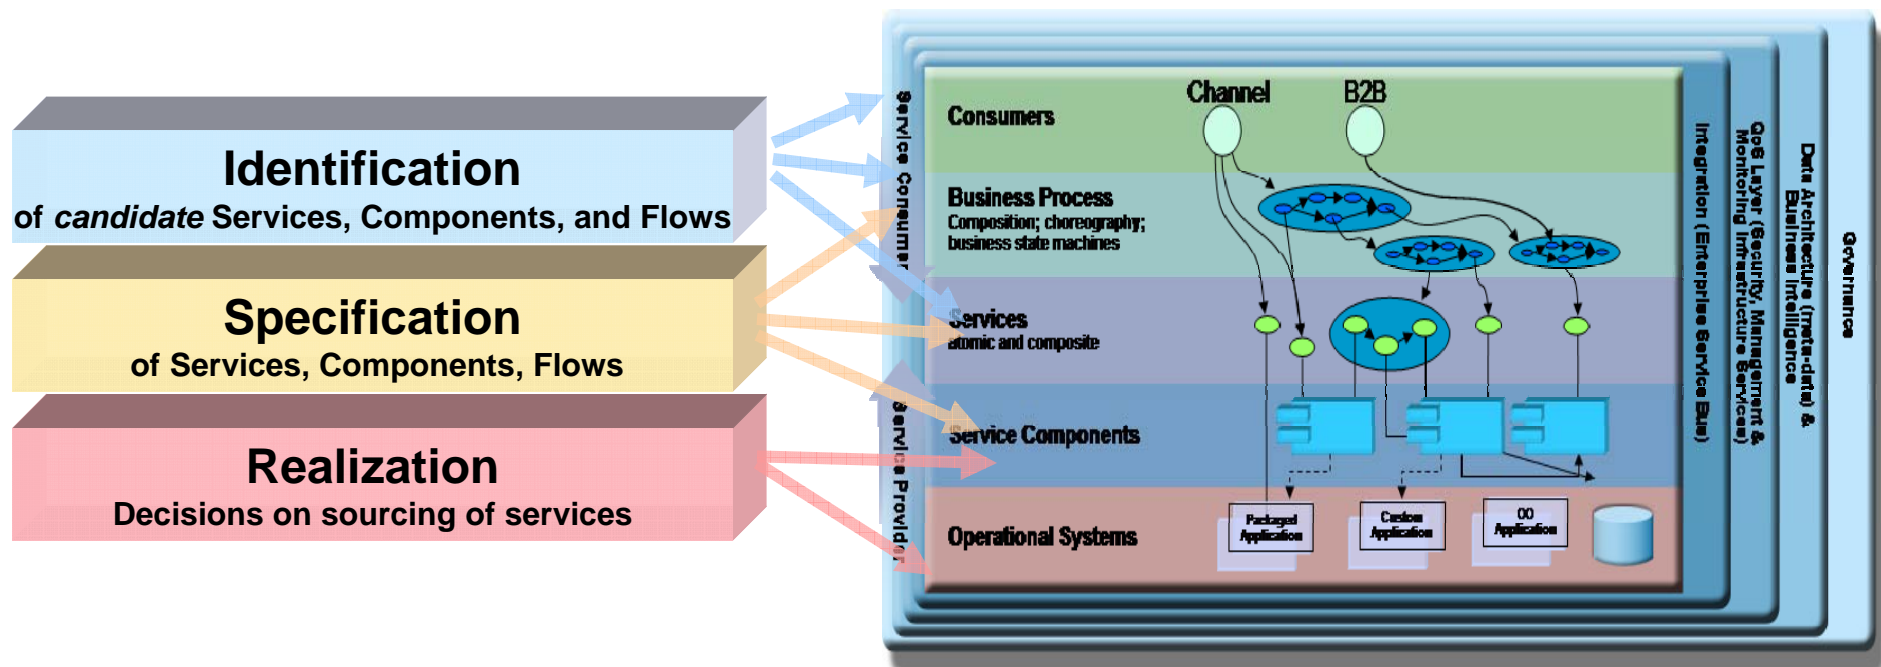 Identification
of candidate Services, Components, and Flows
Specification
of Services, Components, Flows
Realization
Decisions on sourcing of services
Service Consumer
Service Provider
Channel
B2B
Consumers
Business Process
Composition; choreography;
business state machines
Services
atomic and composite
Service Components
Operational Systems
Packaged
Application
Custom
Application
OO
Application
Integration (Enterprise Service Bus)
QoS Layer (Security, Management &
Monitoring Infrastructure Services)
Data Architecture (meta-data) &
Business Intelligence
Governance